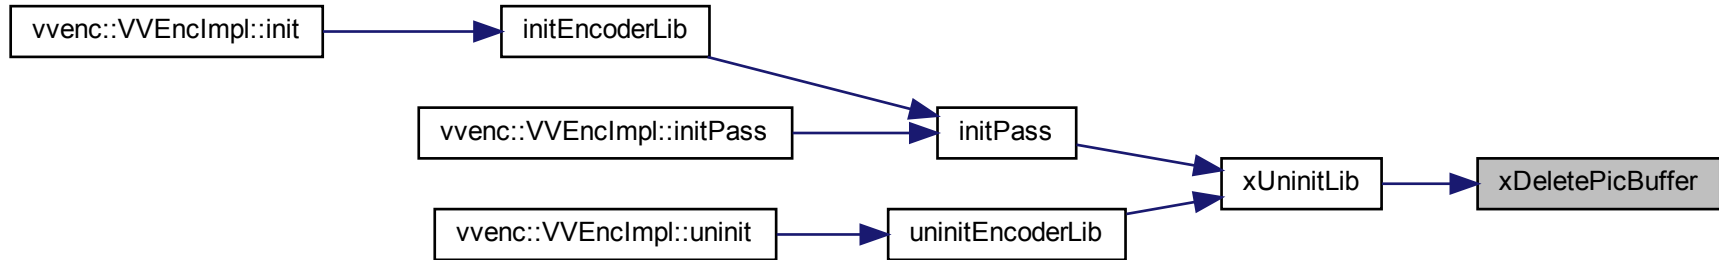 vvenc::VVEncImpl::init
initEncoderLib
vvenc::VVEncImpl::initPass
initPass
xUninitLib
xDeletePicBuffer
vvenc::VVEncImpl::uninit
uninitEncoderLib